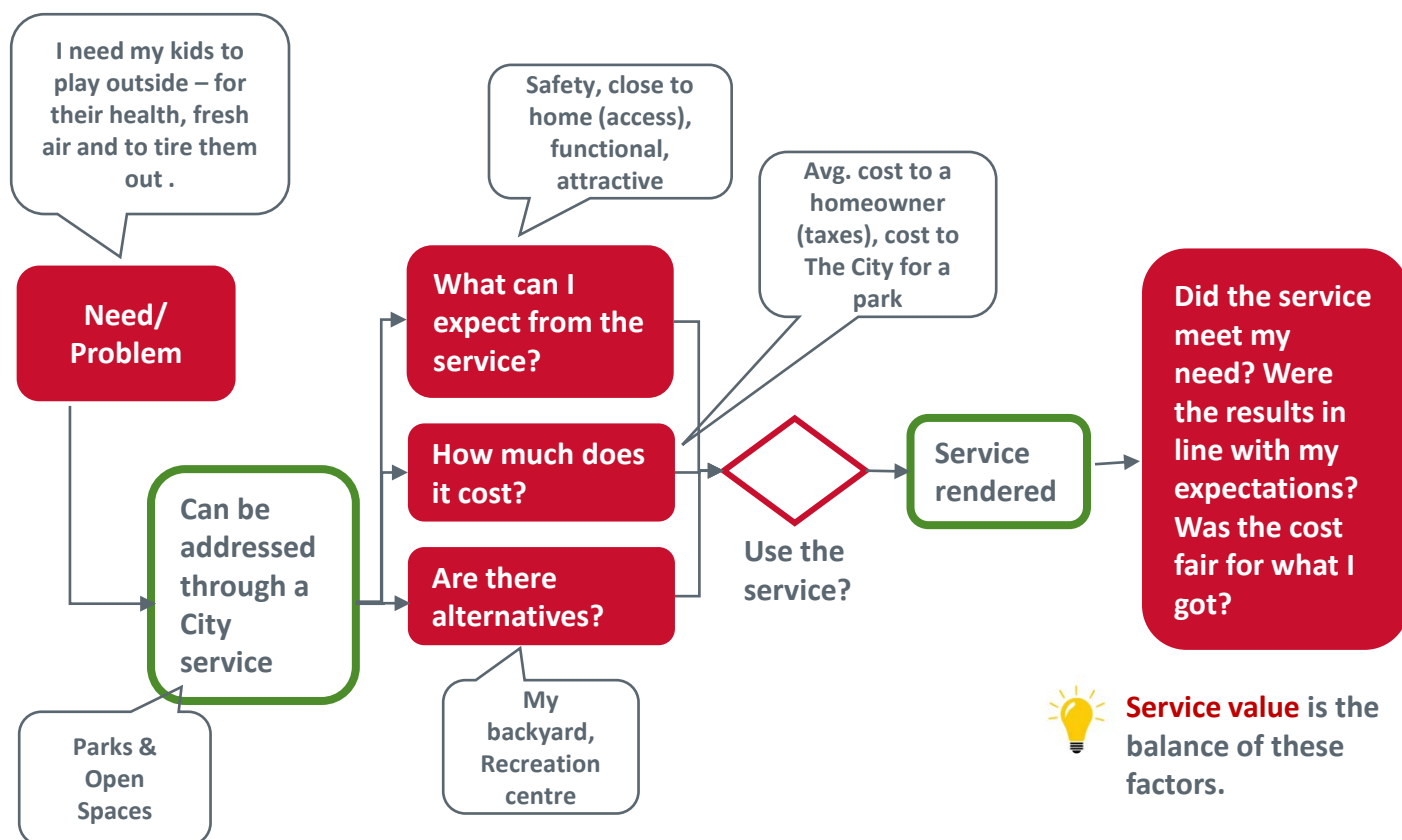 I need my kids to
play outside – for
their health, fresh
air and to tire them
out .
Need/
Problem
Can be
addressed
through a
City
service
Parks &
Open
Spaces
Safety, close to
home (access),
functional,
attractive
What can I
expect from the
service?
Avg. cost to a
homeowner
(taxes), cost to
The City for a
park
How much does
it cost?
Are there
alternatives?
My
backyard,
Recreation
centre
Use the
service?
Service
rendered
Did the service
meet my
need? Were
the results in
line with my
expectations?
Was the cost
fair for what I
got?
Service value is the
balance of these
factors.